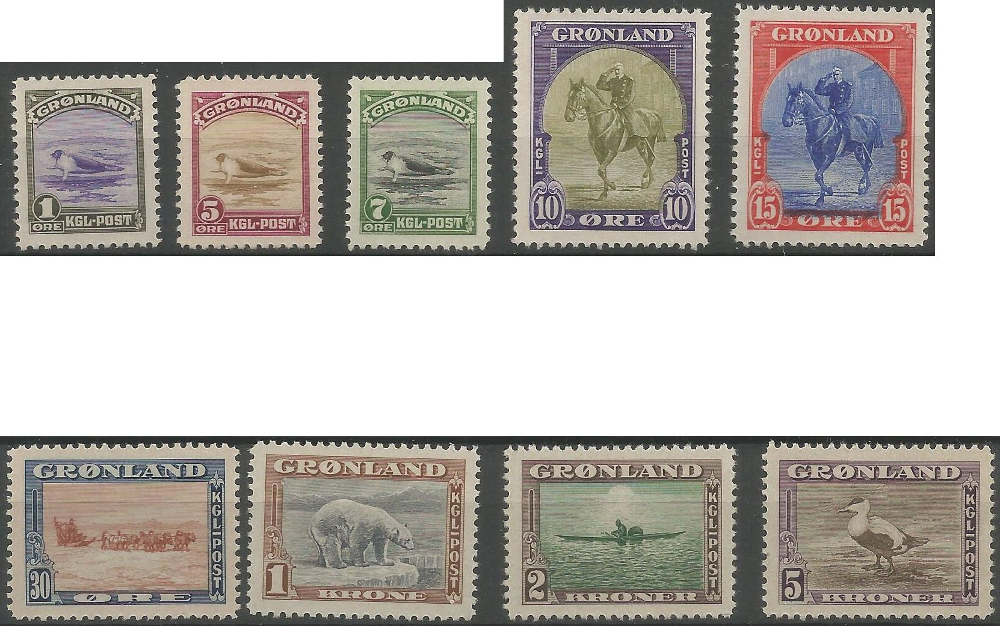 GRØNLAND
1
ØRE
KGL-POST
GRØNLAND
5
ØRE
KGL-POST
GRØNLAND
7
ØRE
KGL-POST
GRØNLAND
KGL-
POST
10
ØRE
10
GRØNLAND
KGL-
POST
15
ØRE
15
GRØNLAND
KGL-POST
30
ØRE
GRØNLAND
KGL-POST
1
KRONE
GRØNLAND
KGL-POST
2
KRONER
GRØNLAND
KGL-POST
5
KRONER